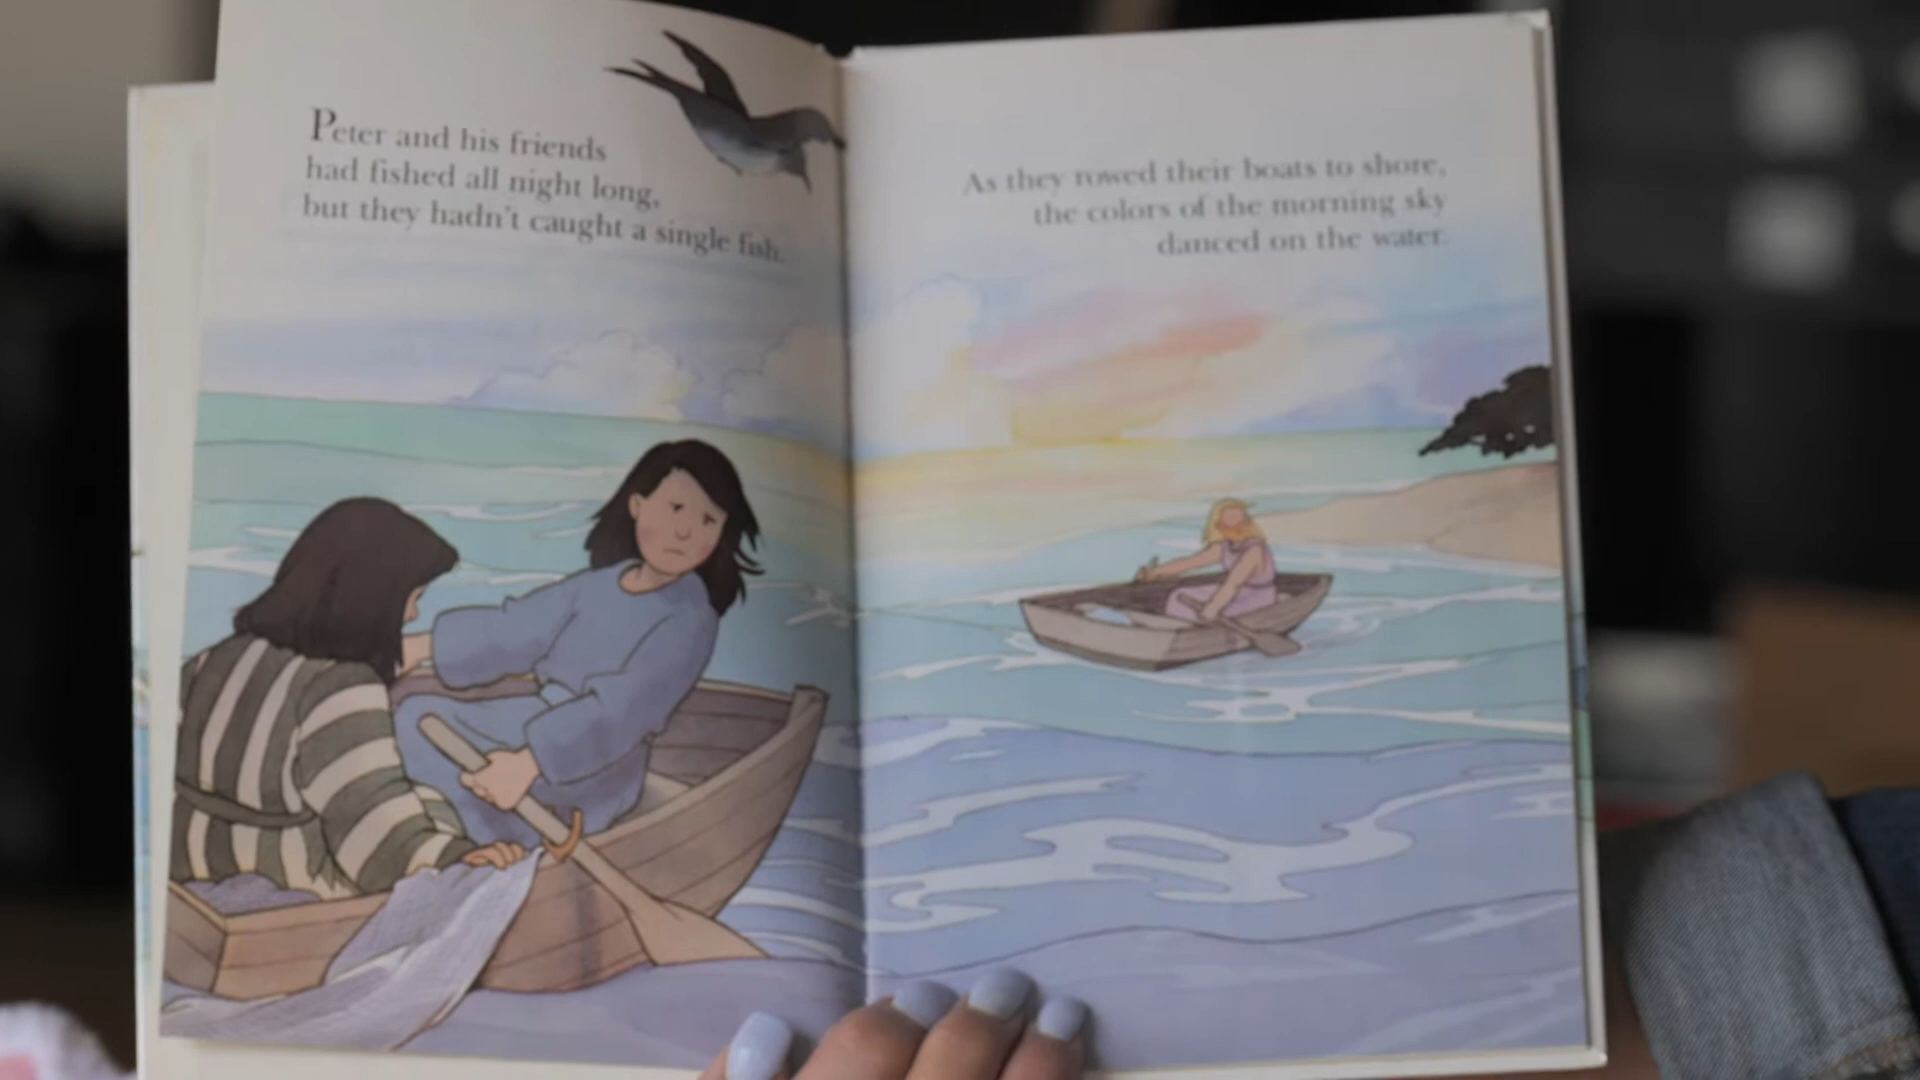 Peter and his friends
had fished all night long,
but they hadn't caught a single fish.
As they rowed their boats to shore,
the colors of the morning sky
danced on the water.